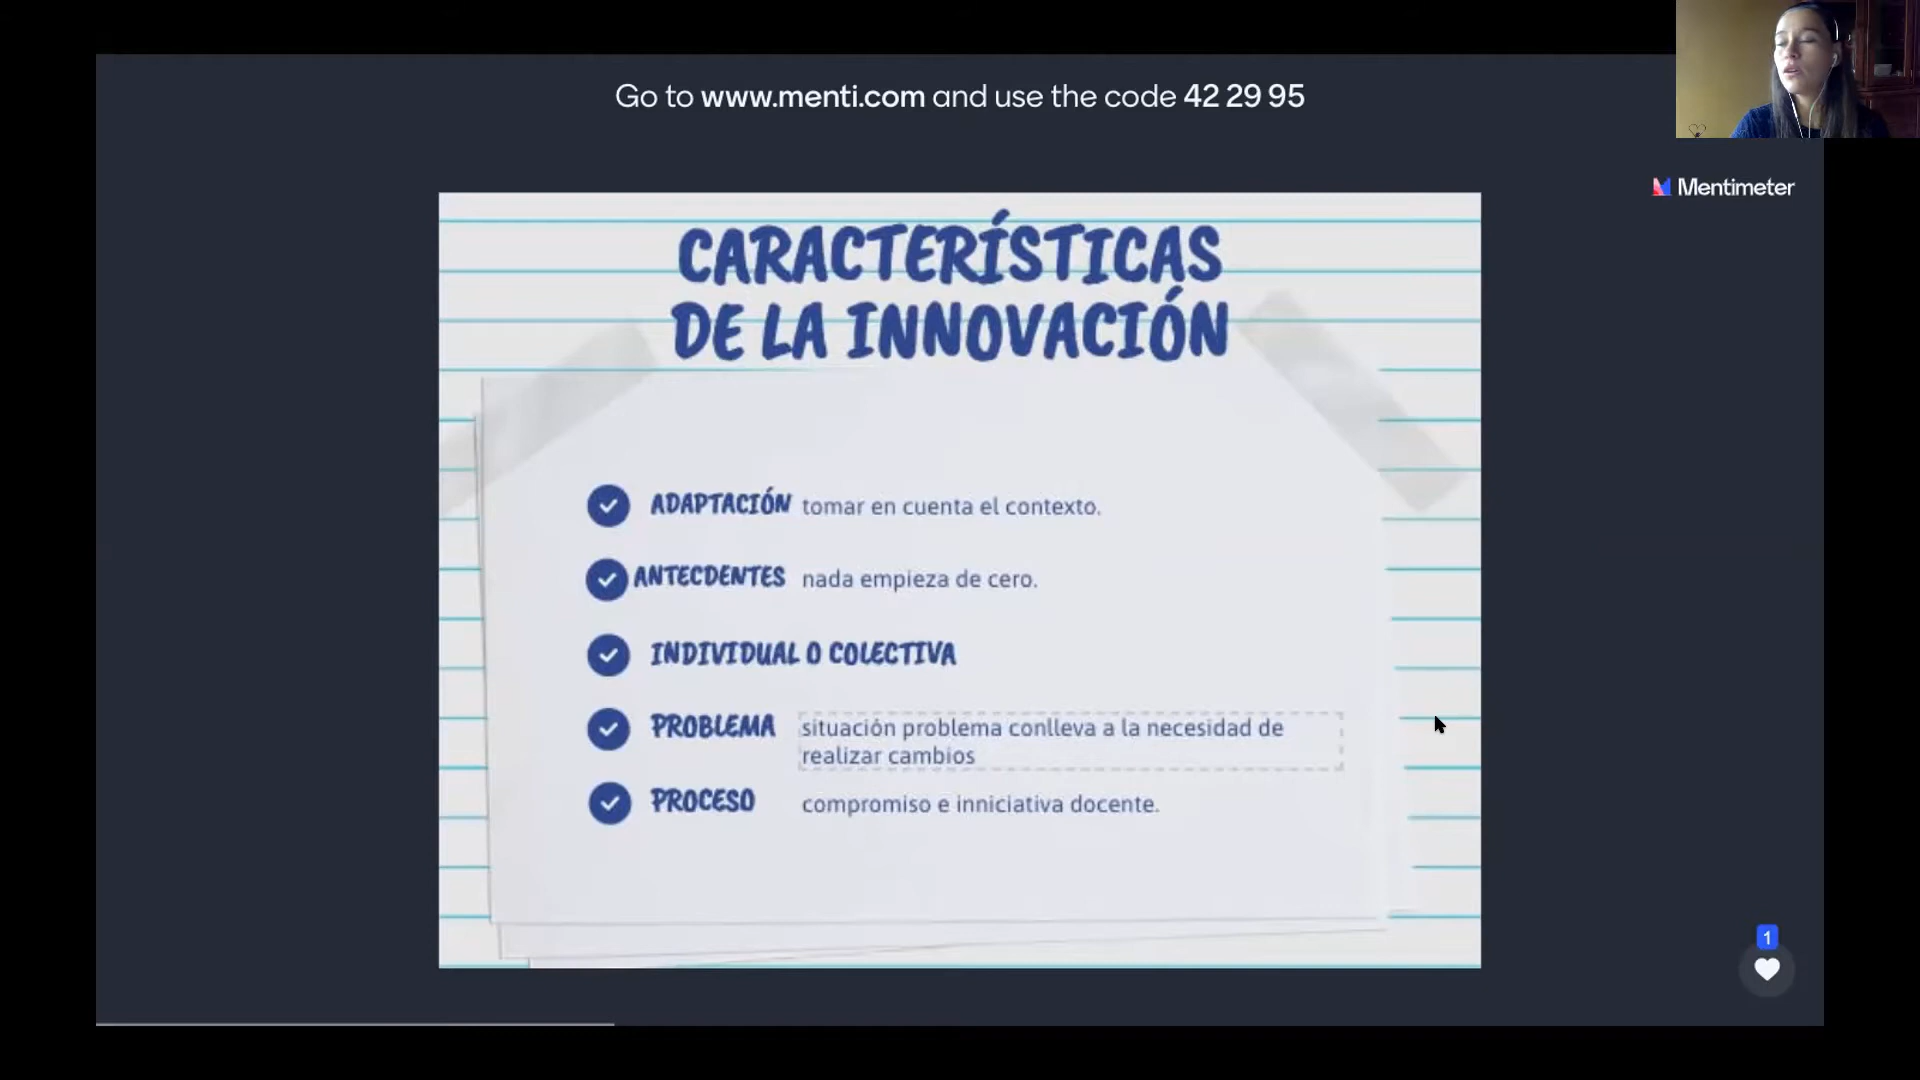 Go to www.menti.com and use the code 42 29 95
Mentimeter
CARACTERÍSTICAS
DE LA INNOVACIÓN
ADAPTACIÓN tomar en cuenta el contexto.
ANTECDENTES nada empieza de cero.
INDIVIDUAL O COLECTIVA
PROBLEMA situación problema conlleva a la necesidad de
realizar cambios
PROCESO compromiso e inniciativa docente.
1